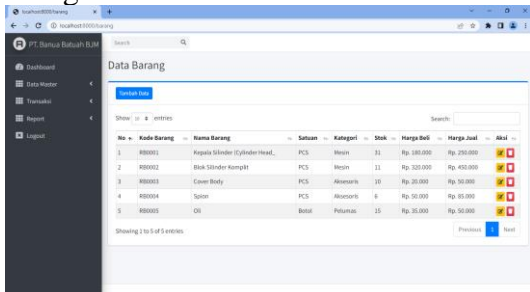 localhost:8000/barang
localhost:8000/barang
PT. Banua Batuah BJM
Search
Dashboard
Data Master
Transaksi
Report
Logout
Data Barang
Tambah Data
Show 10 entries
Search:
No Kode Barang Nama Barang Satuan Kategori Stok Harga Beli Harga Jual Aksi
1 RB0001 Kepala Silinder (Cylinder Head_ PCS Mesin 31 Rp. 180.000 Rp. 250.000
2 RB0002 Blok Silinder Komplit PCS Mesin 11 Rp. 320.000 Rp. 450.000
3 RB0003 Cover Body PCS Aksesoris 10 Rp. 20.000 Rp. 50.000
4 RB0004 Spion PCS Aksesoris 6 Rp. 50.000 Rp. 85.000
5 RB0005 Oli Botol Pelumas 15 Rp. 35.000 Rp. 50.000
Showing 1 to 5 of 5 entries
Previous 1 Next